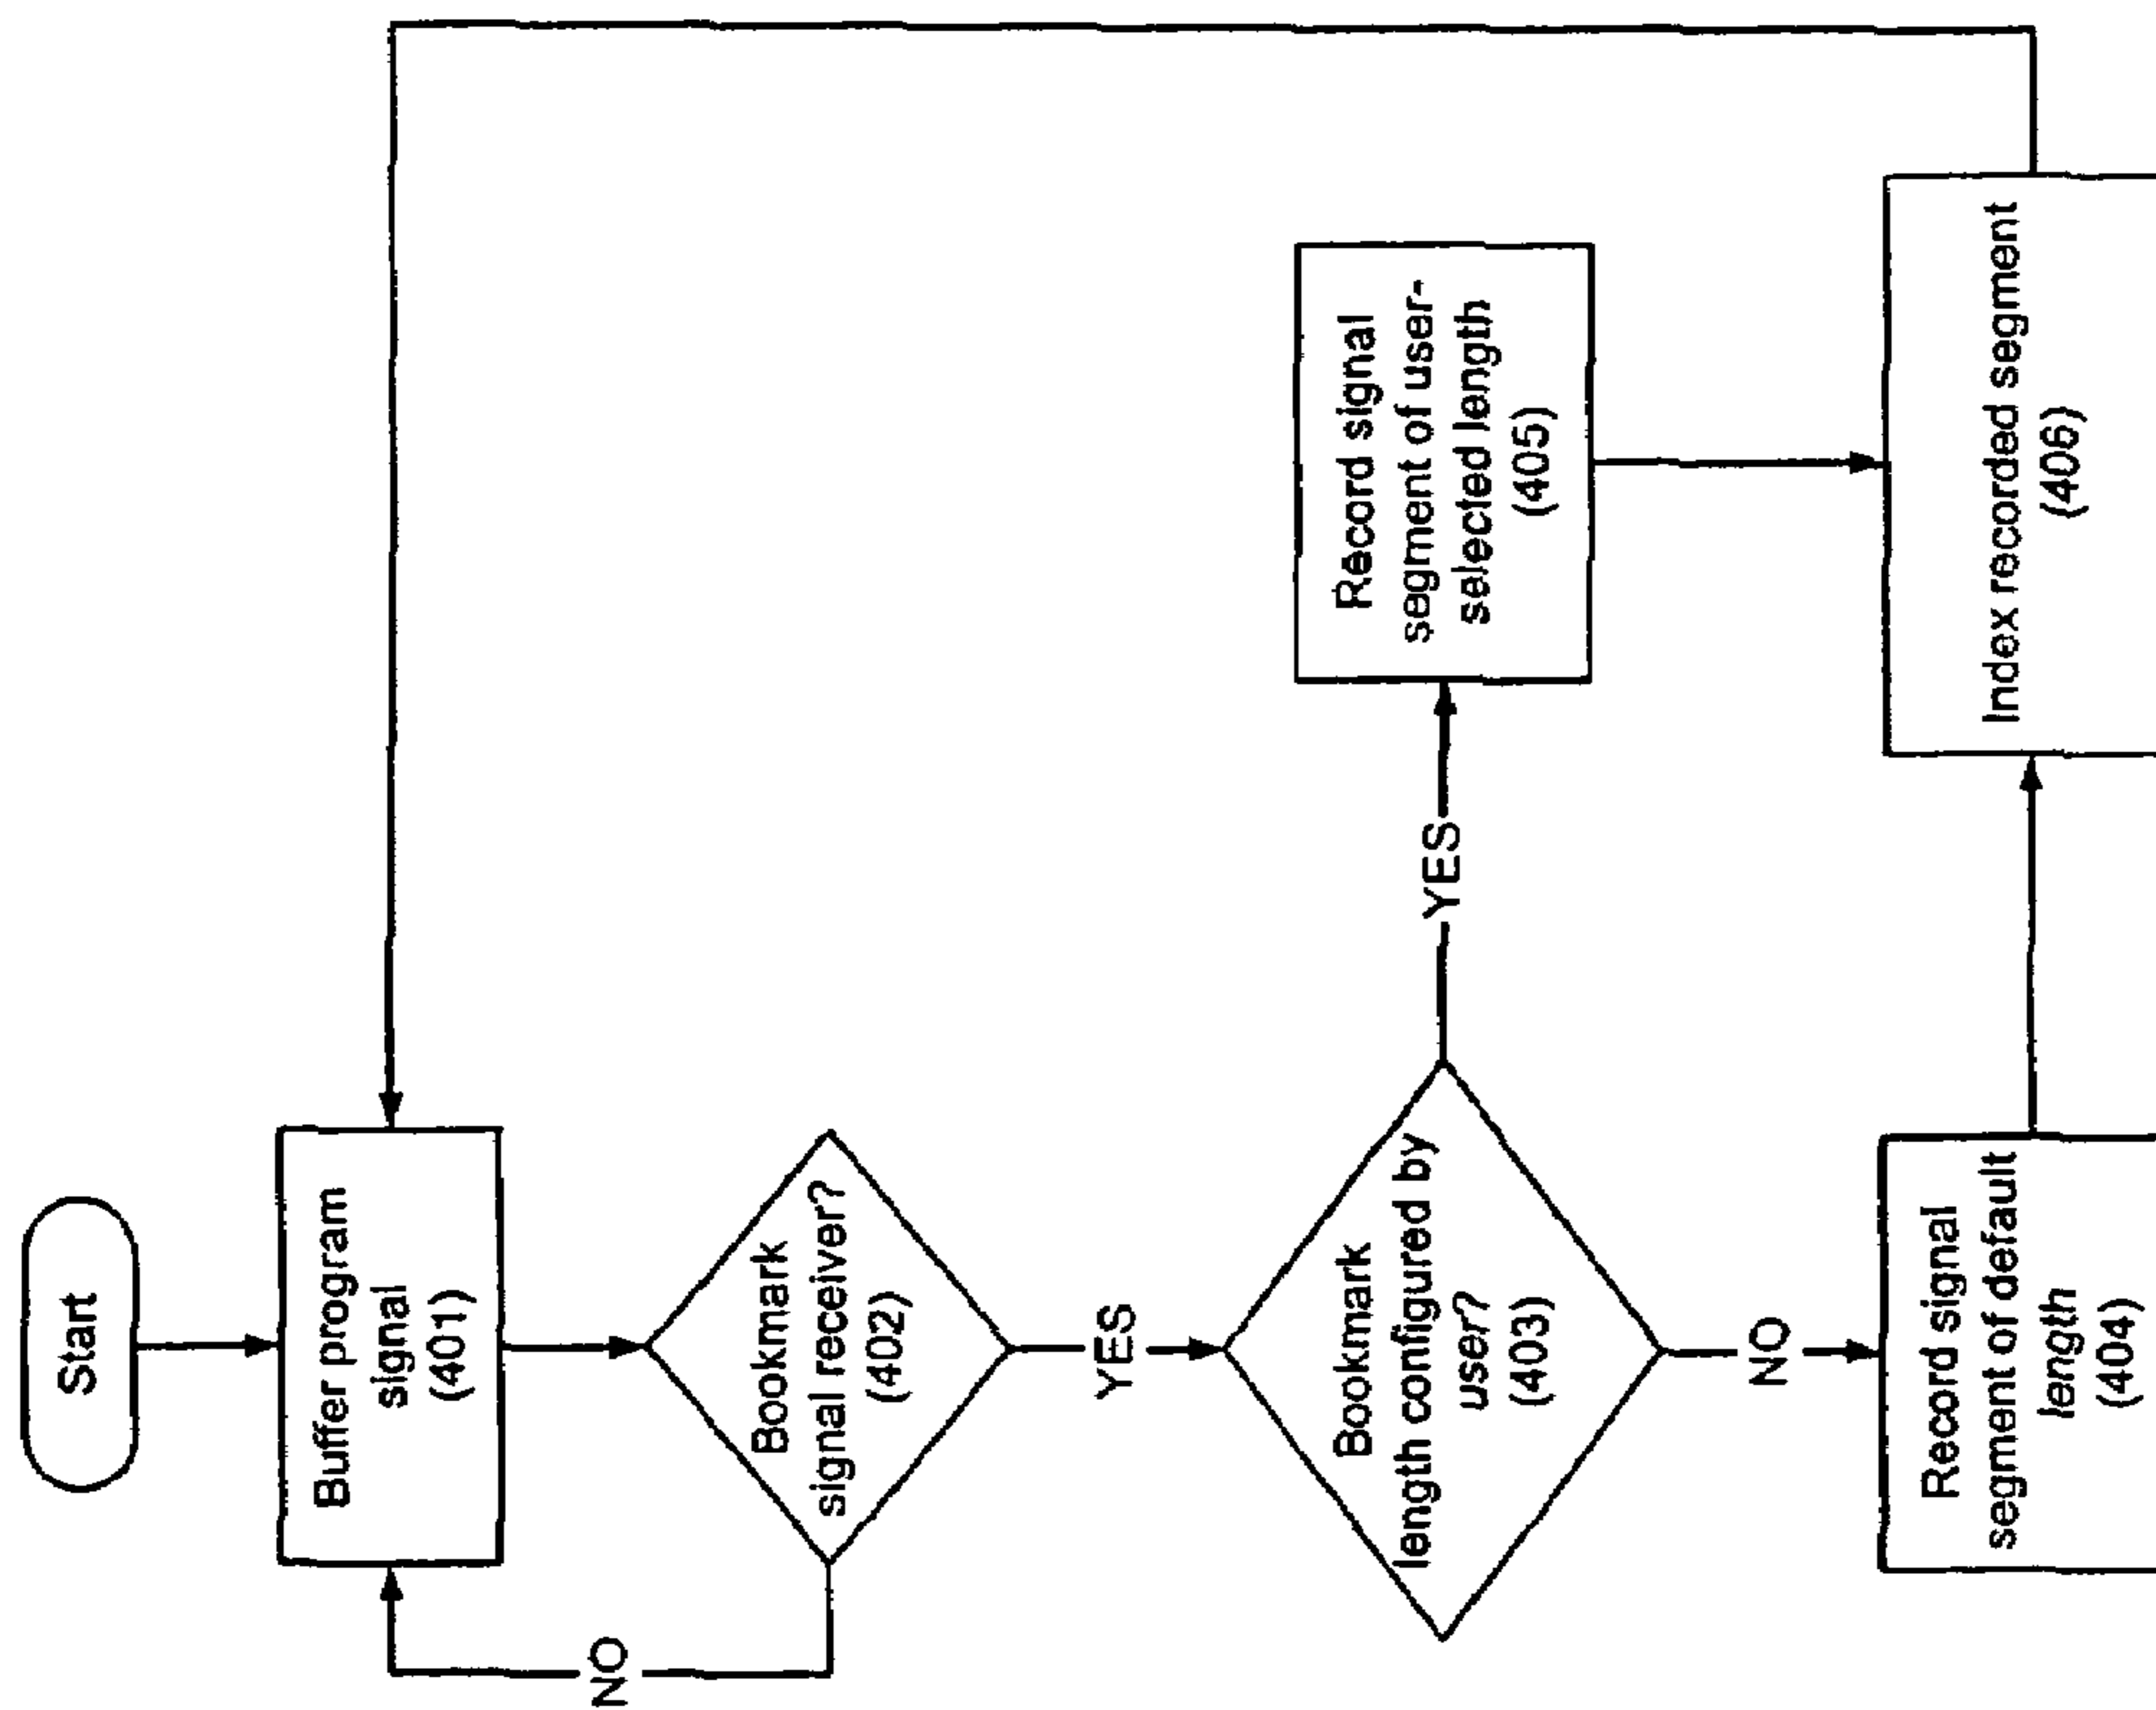 Start
Buffer program
signal
(401)
NO
Bookmark
signal receiver?
(402)
YES
Bookmark
length configured by
user?
(403)
YES
Record signal
segment of user-
selected length
(405)
NO
Record signal
segment of default
length
(404)
Index recorded segment
(406)